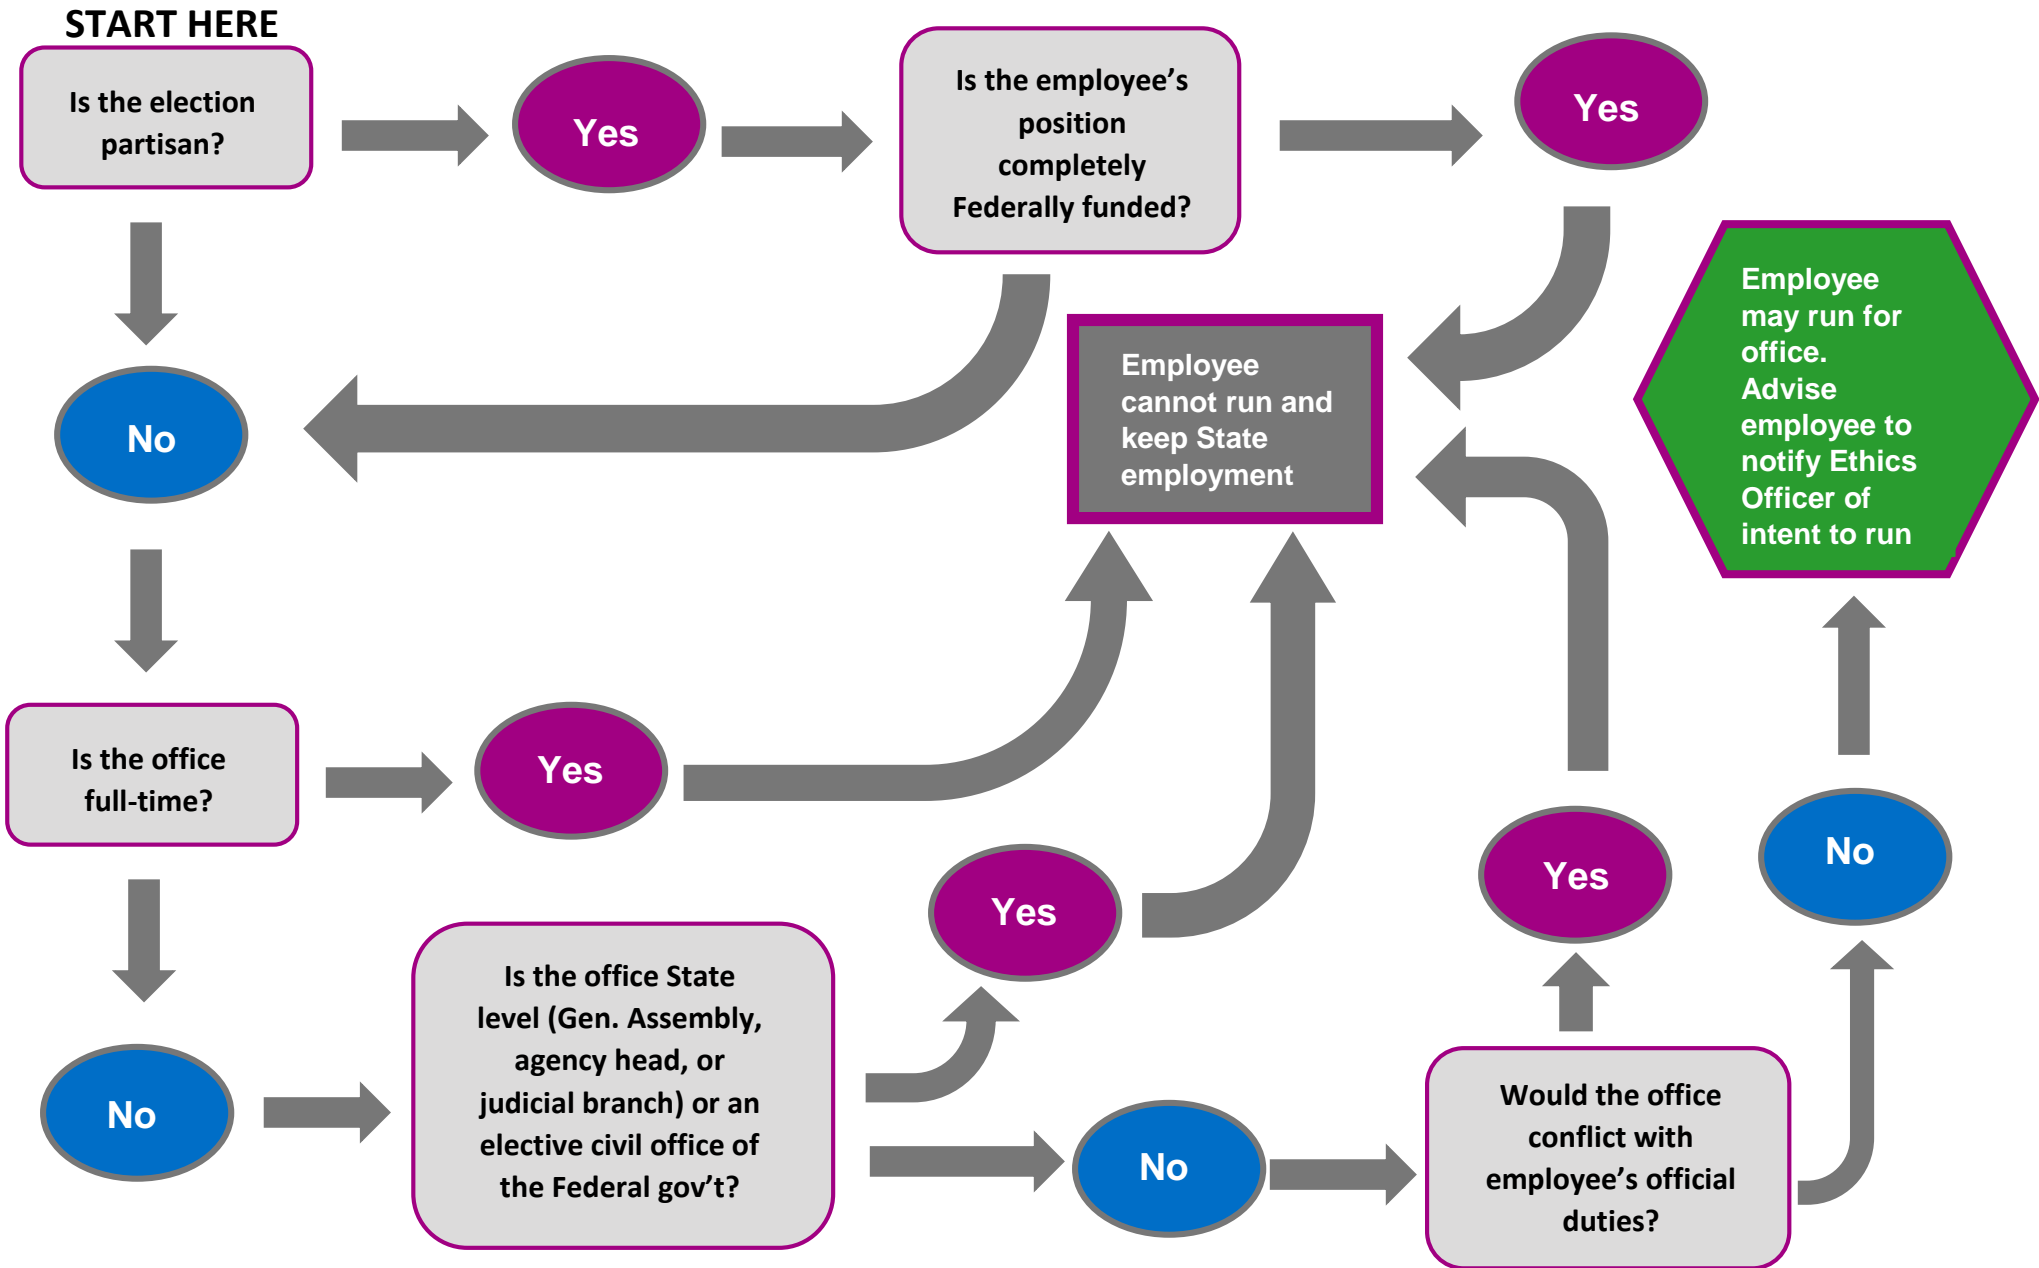 START HERE
Is the election
partisan?
Yes
Is the employee’s
position
completely
Federally funded?
Yes
No
Employee
cannot run and
keep State
employment
Employee
may run for
office.
Advise
employee to
notify Ethics
Officer of
intent to run
Is the office
full-time?
Yes
No
Is the office State
level (Gen. Assembly,
agency head, or
judicial branch) or an
elective civil office of
the Federal gov't?
Yes
No
Would the office
conflict with
employee’s official
duties?
Yes
No